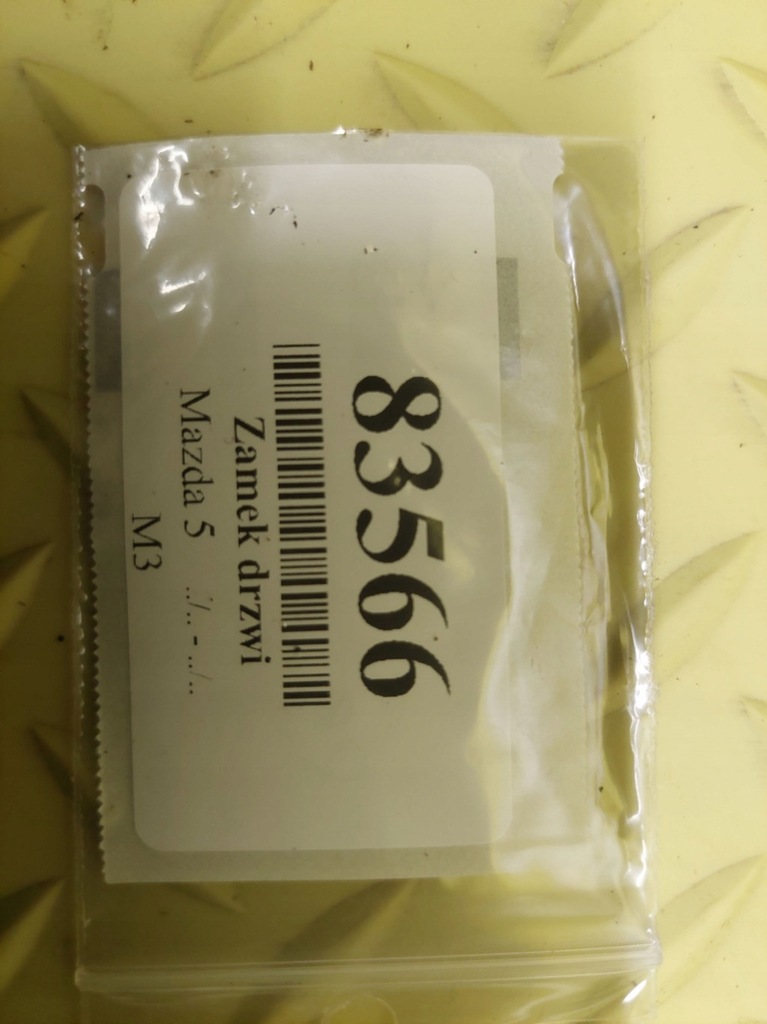 83566
Zamek drzwi
Mazda 5 ../.. - ../..
M3